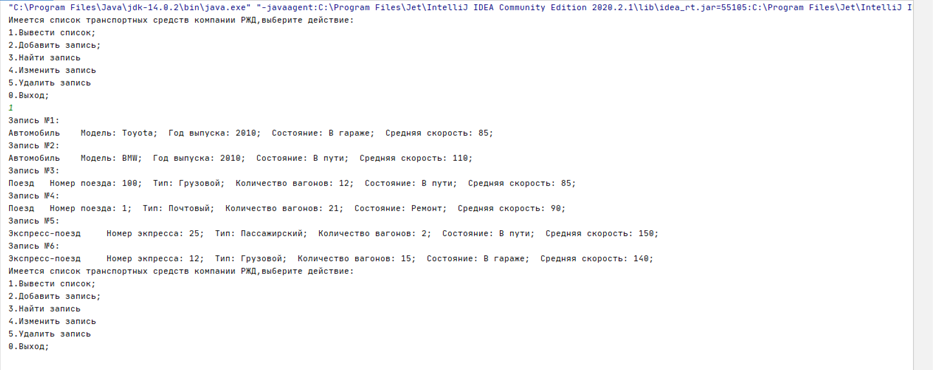 "C:\Program Files\Java\jdk-14.0.2\bin\java.exe" "-javaagent:C:\Program Files\Jet\IntelliJ IDEA Community Edition 2020.2.1\lib\idea_rt.jar=55105:C:\Program Files\Jet\IntelliJ I
Имеется список транспортных средств компании РЖД,выберите действие:
1.Вывести список;
2.Добавить запись;
3.Найти запись
4.Изменить запись
5.Удалить запись
0.Выход;
1
Запись №1:
Автомобиль    Модель: Toyota;  Год выпуска: 2010;  Состояние: В гараже;  Средняя скорость: 85;
Запись №2:
Автомобиль    Модель: BMW;  Год выпуска: 2010;  Состояние: В пути;  Средняя скорость: 110;
Запись №3:
Поезд   Номер поезда: 100;  Тип: Грузовой;  Количество вагонов: 12;  Состояние: В пути;  Средняя скорость: 85;
Запись №4:
Поезд   Номер поезда: 1;  Тип: Почтовый;  Количество вагонов: 21;  Состояние: Ремонт;  Средняя скорость: 90;
Запись №5:
Экспресс-поезд     Номер экпресса: 25;  Тип: Пассажирский;  Количество вагонов: 2;  Состояние: В пути;  Средняя скорость: 150;
Запись №6:
Экспресс-поезд     Номер экпресса: 12;  Тип: Грузовой;  Количество вагонов: 15;  Состояние: В гараже;  Средняя скорость: 140;
Имеется список транспортных средств компании РЖД,выберите действие:
1.Вывести список;
2.Добавить запись;
3.Найти запись
4.Изменить запись
5.Удалить запись
0.Выход;